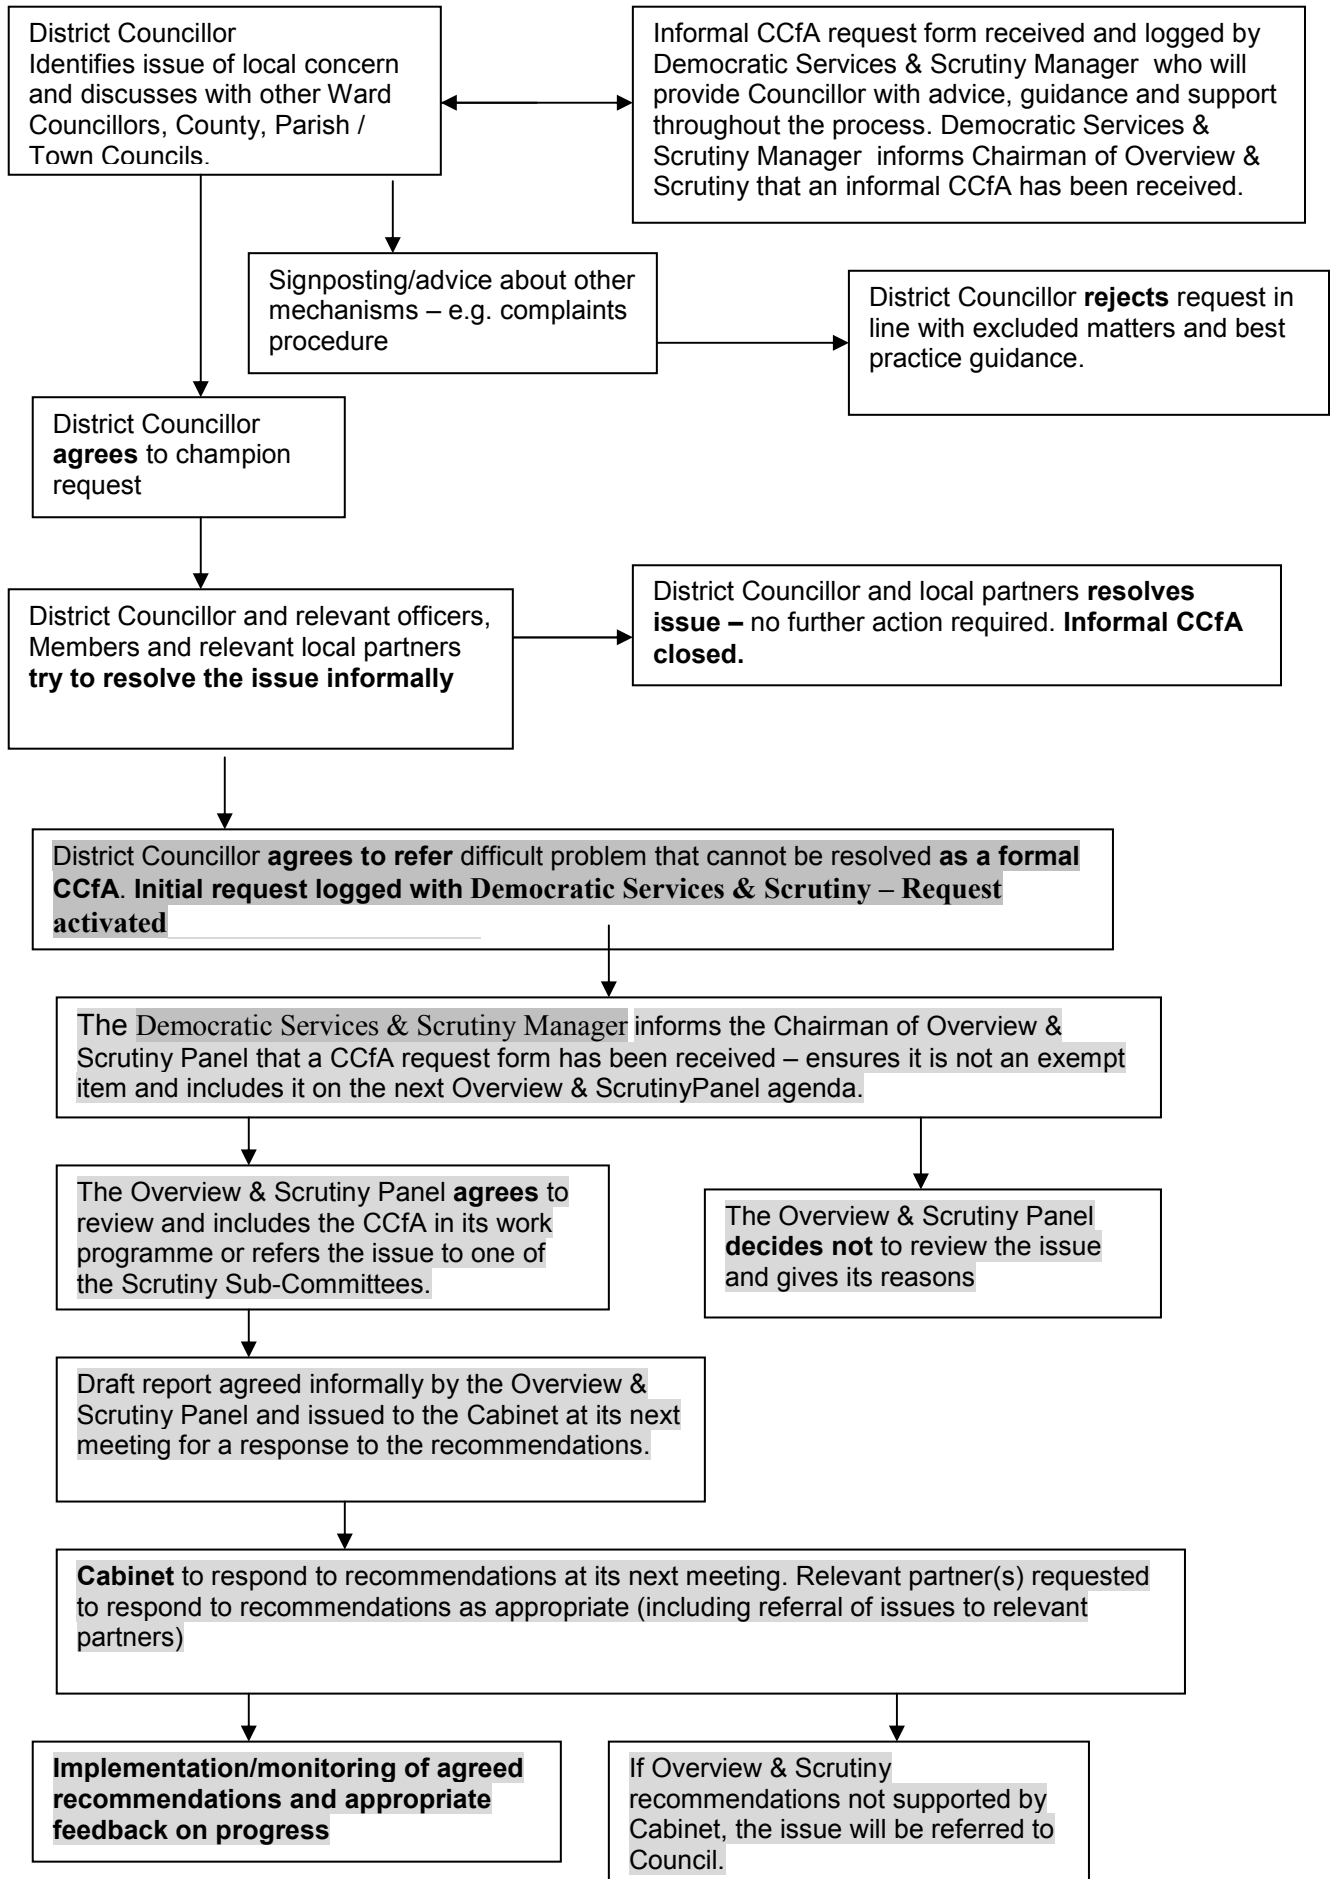 District Councillor
Identifies issue of local concern
and discusses with other Ward
Councillors, County, Parish /
Town Councils.
Informal CCfA request form received and logged by
Democratic Services & Scrutiny Manager who will
provide Councillor with advice, guidance and support
throughout the process. Democratic Services &
Scrutiny Manager informs Chairman of Overview &
Scrutiny that an informal CCfA has been received.
Signposting/advice about other
mechanisms – e.g. complaints
procedure
District Councillor rejects request in
line with excluded matters and best
practice guidance.
District Councillor
agrees to champion
request
District Councillor and relevant officers,
Members and relevant local partners
try to resolve the issue informally
District Councillor and local partners resolves
issue – no further action required. Informal CCfA
closed.
District Councillor agrees to refer difficult problem that cannot be resolved as a formal
CCfA. Initial request logged with Democratic Services & Scrutiny – Request
activated
The Democratic Services & Scrutiny Manager informs the Chairman of Overview &
Scrutiny Panel that a CCfA request form has been received – ensures it is not an exempt
item and includes it on the next Overview & ScrutinyPanel agenda.
The Overview & Scrutiny Panel agrees to
review and includes the CCfA in its work
programme or refers the issue to one of
the Scrutiny Sub-Committees.
The Overview & Scrutiny Panel
decides not to review the issue
and gives its reasons
Draft report agreed informally by the Overview &
Scrutiny Panel and issued to the Cabinet at its next
meeting for a response to the recommendations.
Cabinet to respond to recommendations at its next meeting. Relevant partner(s) requested
to respond to recommendations as appropriate (including referral of issues to relevant
partners)
Implementation/monitoring of agreed
recommendations and appropriate
feedback on progress
If Overview & Scrutiny
recommendations not supported by
Cabinet, the issue will be referred to
Council.